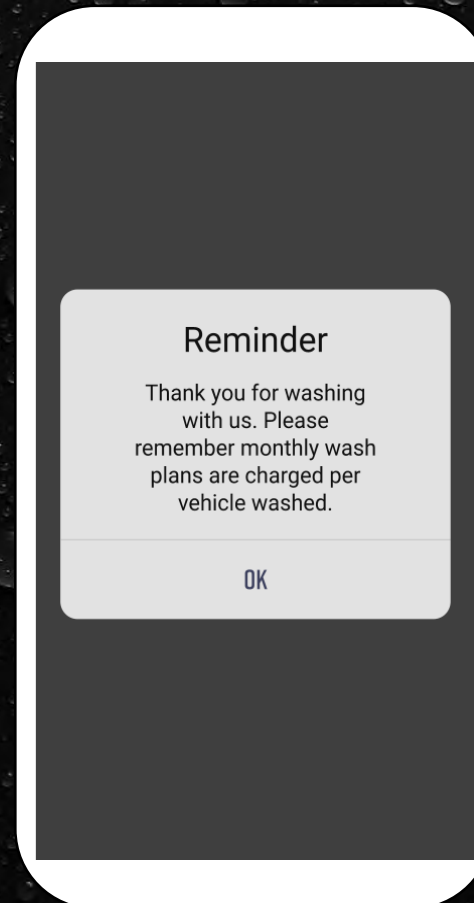 Reminder
Thank you for washing
with us. Please
remember monthly wash
plans are charged per
vehicle washed.
OK